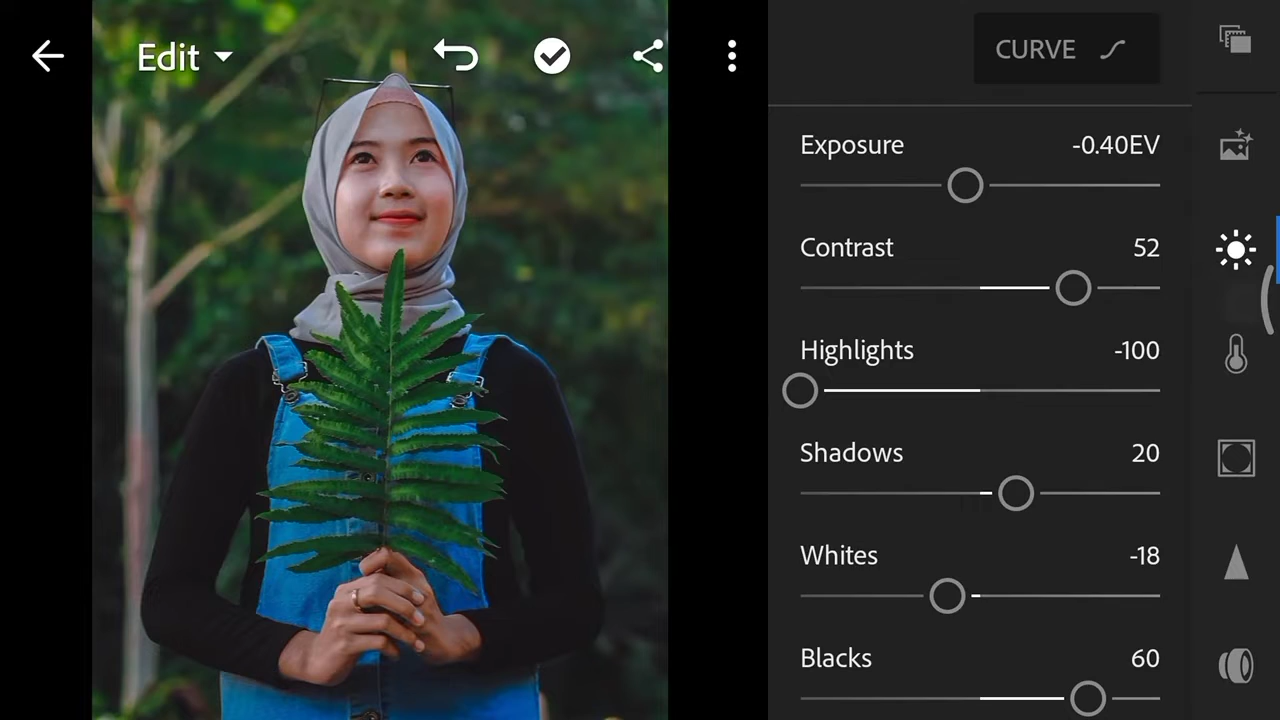 Edit
CURVE
Exposure -0.40EV
Contrast 52
Highlights -100
Shadows 20
Whites -18
Blacks 60